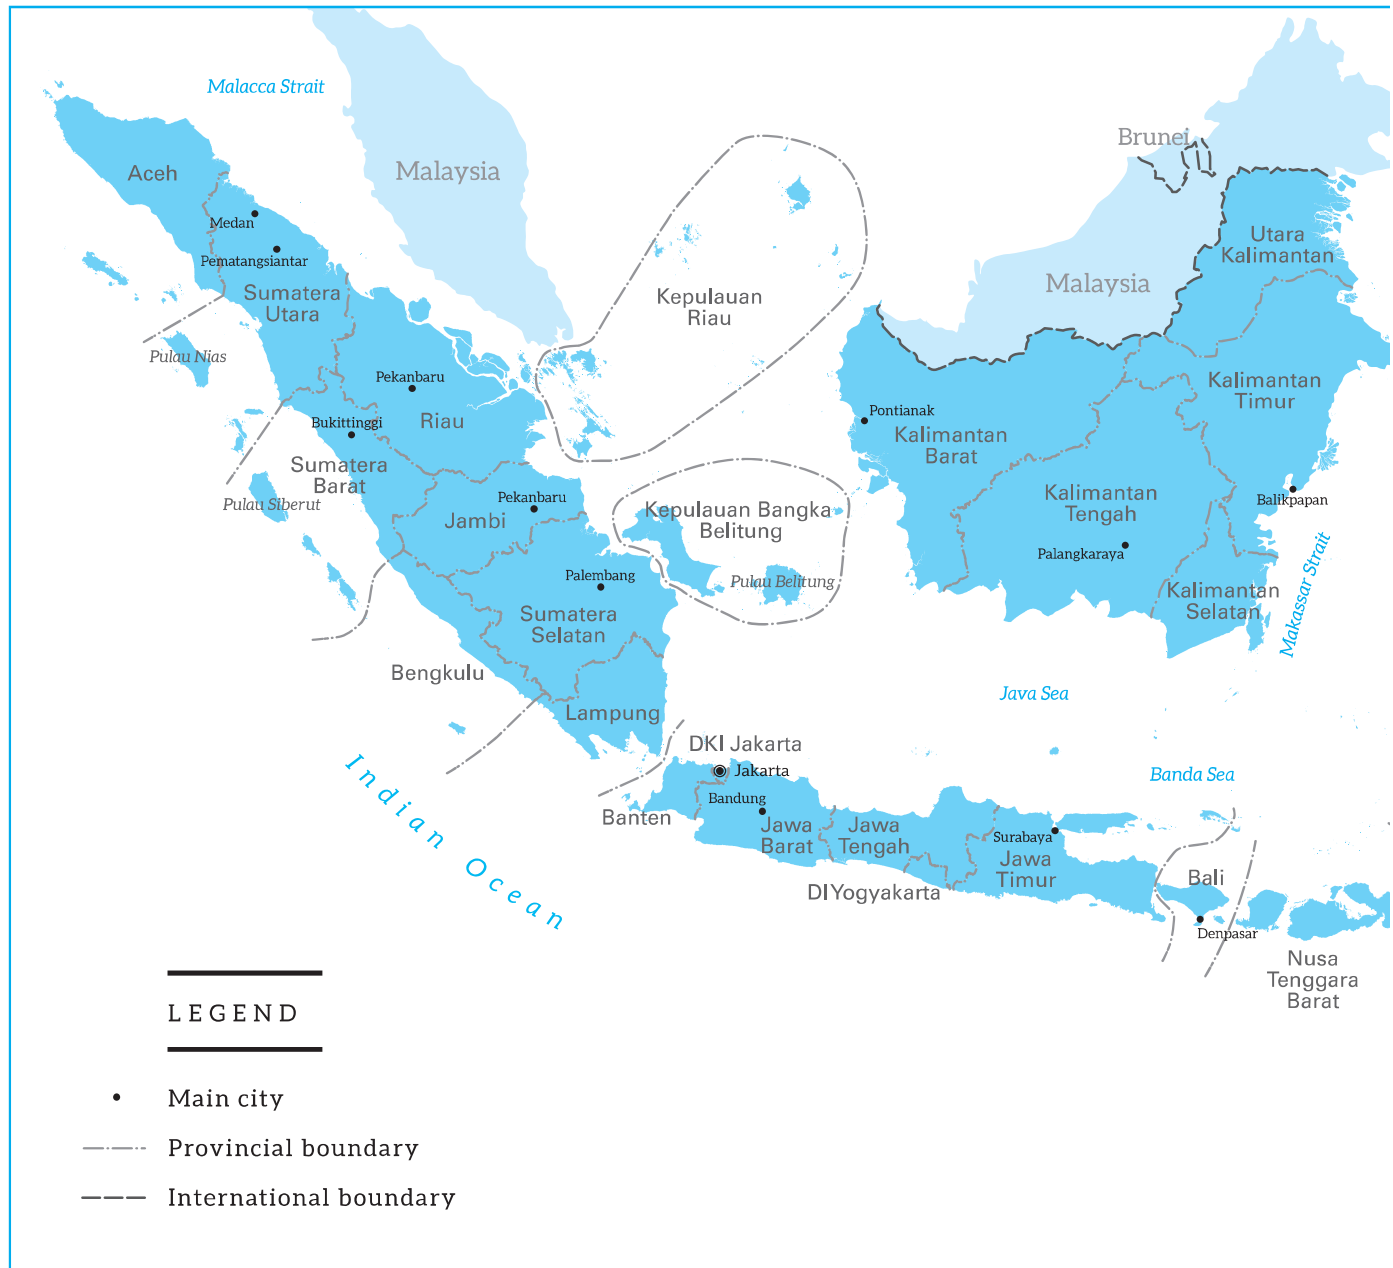 Malacca Strait
Brunei
Aceh
Malaysia
Medan
Utara
Kalimantan
Pematangsiantar
Sumatera
Utara
Kepulauan
Riau
Malaysia
Pulau Nias
Pekanbaru
Kalimantan
Timur
Riau
Bukittinggi
Pontianak
Kalimantan
Barat
Sumatera
Barat
Pulau Siberut
Pekanbaru
Jambi
Kepulauan Bangka
Belitung
Kalimantan
Tengah
Balikpapan
Palangkaraya
Makassar Strait
Palembang
Pulau Belitung
Kalimantan
Selatan
Sumatera
Selatan
Bengkulu
Java Sea
Lampung
DKI Jakarta
Jakarta
Banda Sea
Indian Ocean
Bandung
Banten
Jawa
Barat
Jawa
Tengah
Surabaya
Jawa
Timur
DI Yogyakarta
Bali
Denpasar
Nusa
Tenggara
Barat
LEGEND
Main city
Provincial boundary
International boundary